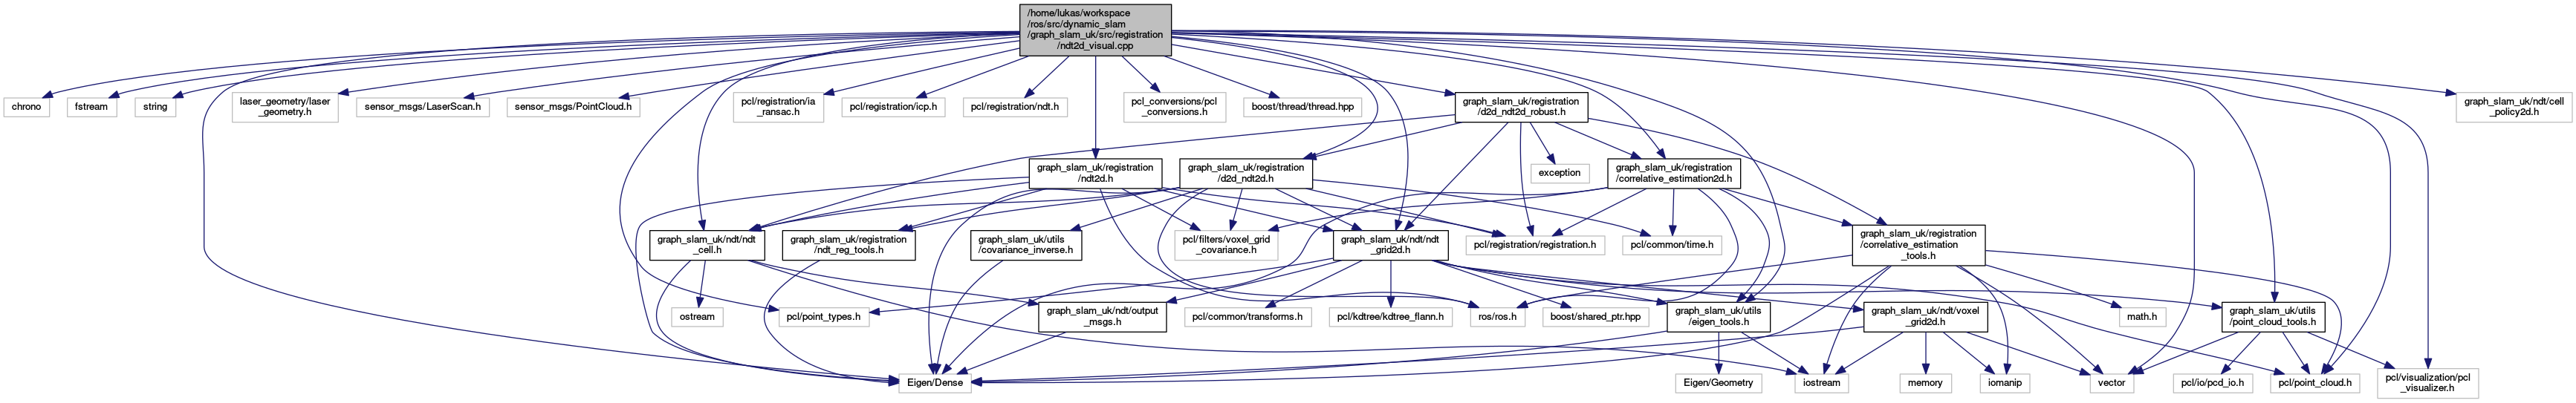 /home/lukas/workspace
/ros/src/dynamic_slam
/graph_slam_uk/src/registration
/ndt2d_visual.cpp
chrono
fstream
string
laser_geometry/laser
_geometry.h
sensor_msgs/LaserScan.h
sensor_msgs/PointCloud.h
pcl/registration/ia
_ransac.h
pcl/registration/icp.h
pcl/registration/ndt.h
pcl_conversions/pcl
_conversions.h
boost/thread/thread.hpp
graph_slam_uk/registration
/d2d_ndt2d_robust.h
graph_slam_uk/ndt/cell
_policy2d.h
graph_slam_uk/registration
/ndt2d.h
graph_slam_uk/registration
/d2d_ndt2d.h
exception
graph_slam_uk/registration
/correlative_estimation2d.h
graph_slam_uk/ndt/ndt
_cell.h
graph_slam_uk/registration
/ndt_reg_tools.h
graph_slam_uk/utils
/covariance_inverse.h
pcl/filters/voxel_grid
_covariance.h
graph_slam_uk/ndt/ndt
_grid2d.h
pcl/registration/registration.h
pcl/common/time.h
graph_slam_uk/registration
/correlative_estimation
_tools.h
ostream
pcl/point_types.h
graph_slam_uk/ndt/output
_msgs.h
pcl/common/transforms.h
pcl/kdtree/kdtree_flann.h
ros/ros.h
boost/shared_ptr.hpp
graph_slam_uk/utils
/eigen_tools.h
graph_slam_uk/ndt/voxel
_grid2d.h
math.h
graph_slam_uk/utils
/point_cloud_tools.h
Eigen/Dense
Eigen/Geometry
iostream
memory
iomanip
vector
pcl/io/pcd_io.h
pcl/point_cloud.h
pcl/visualization/pcl
_visualizer.h